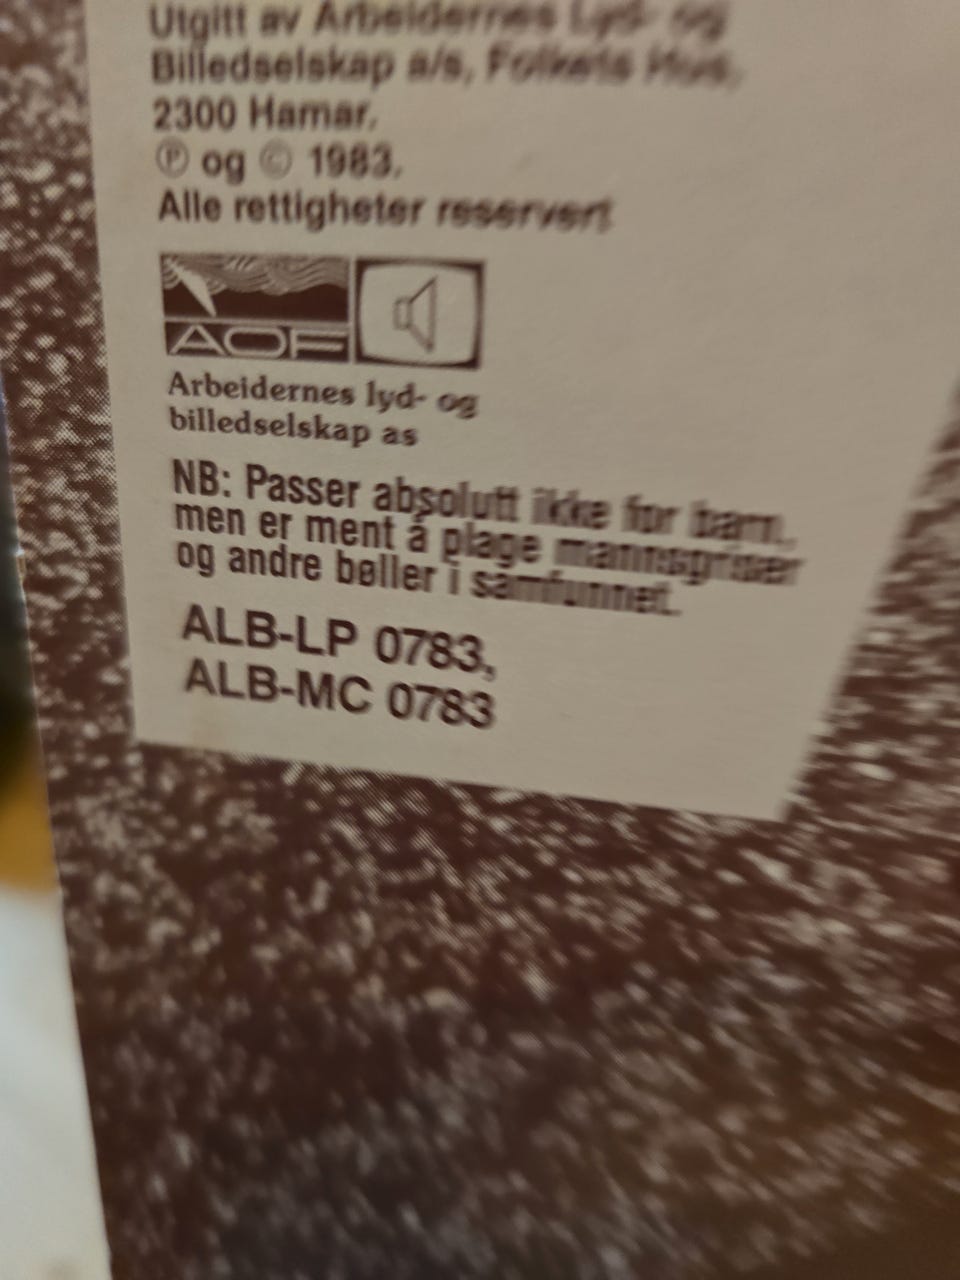 Utgitt av Arbeidernes Lyd- og
Billedselskap a/s, Folkets Hus,
2300 Hamar.
℗ og © 1983.
Alle rettigheter reservert
AOF
Arbeidernes lyd- og
billedselskap as
NB: Passer absolutt ikke for barn,
men er ment å plage mannsgriser
og andre bøller i samfunnet.
ALB-LP 0783,
ALB-MC 0783